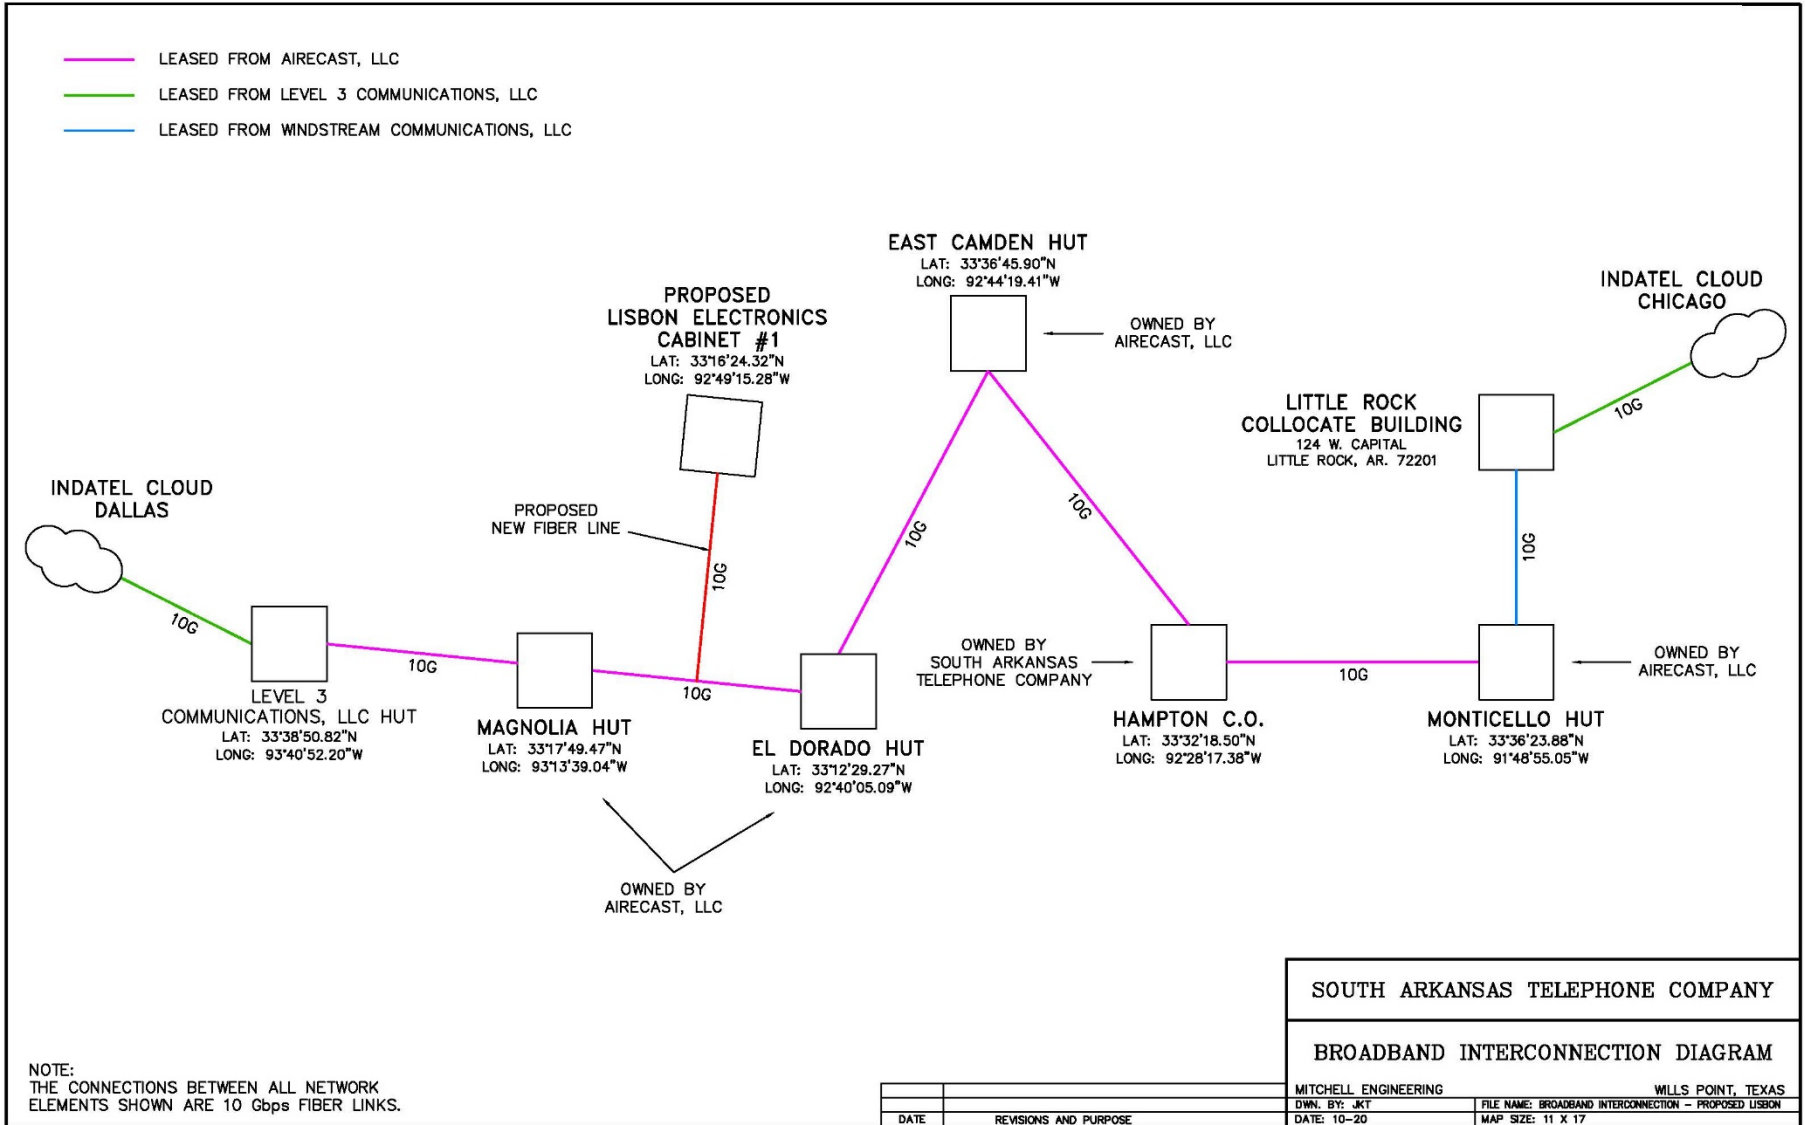 LEASED FROM AIRECAST, LLC
LEASED FROM LEVEL 3 COMMUNICATIONS, LLC
LEASED FROM WINDSTREAM COMMUNICATIONS, LLC
EAST CAMDEN HUT
LAT: 33°36'45.90"N
LONG: 92°44'19.41"W
OWNED BY
AIRECAST, LLC
INDATEL CLOUD
CHICAGO
10G
PROPOSED
LISBON ELECTRONICS
CABINET #1
LAT: 33°16'24.32"N
LONG: 92°49'15.28"W
LITTLE ROCK
COLLOCATE BUILDING
124 W. CAPITAL
LITTLE ROCK, AR. 72201
INDATEL CLOUD
DALLAS
PROPOSED
NEW FIBER LINE
10G
10G
10G
10G
10G
10G
10G
10G
LEVEL 3
COMMUNICATIONS, LLC HUT
LAT: 33°38'50.82"N
LONG: 93°40'52.20"W
MAGNOLIA HUT
LAT: 33°17'49.47"N
LONG: 93°13'39.04"W
EL DORADO HUT
LAT: 33°12'29.27"N
LONG: 92°40'05.09"W
OWNED BY
AIRECAST, LLC
OWNED BY
SOUTH ARKANSAS
TELEPHONE COMPANY
HAMPTON C.O.
LAT: 33°32'18.50"N
LONG: 92°28'17.38"W
MONTICELLO HUT
LAT: 33°36'23.88"N
LONG: 91°48'55.05"W
OWNED BY
AIRECAST, LLC
NOTE:
THE CONNECTIONS BETWEEN ALL NETWORK
ELEMENTS SHOWN ARE 10 Gbps FIBER LINKS.
DATE REVISIONS AND PURPOSE
SOUTH ARKANSAS TELEPHONE COMPANY
BROADBAND INTERCONNECTION DIAGRAM
MITCHELL ENGINEERING WILLS POINT, TEXAS
DWN. BY: JKT FILE NAME: BROADBAND INTERCONNECTION - PROPOSED LISBON
DATE: 10-20 MAP SIZE: 11 X 17